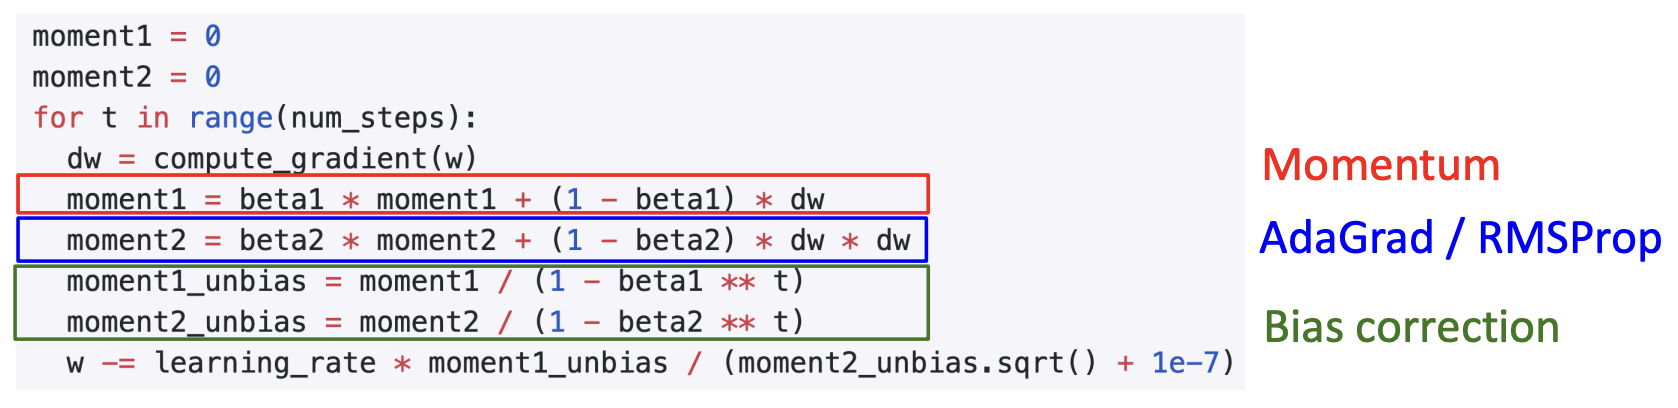 moment1 = 0
moment2 = 0
for t in range(num_steps):
  dw = compute_gradient(w)
  moment1 = beta1 * moment1 + (1 - beta1) * dw
  moment2 = beta2 * moment2 + (1 - beta2) * dw * dw
  moment1_unbias = moment1 / (1 - beta1 ** t)
  moment2_unbias = moment2 / (1 - beta2 ** t)
  w -= learning_rate * moment1_unbias / (moment2_unbias.sqrt() + 1e-7)
Momentum
AdaGrad / RMSProp
Bias correction